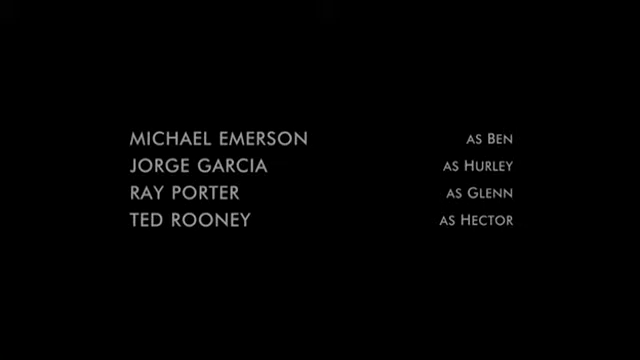 MICHAEL EMERSON AS BEN
JORGE GARCIA AS HURLEY
RAY PORTER AS GLENN
TED ROONEY AS HECTOR